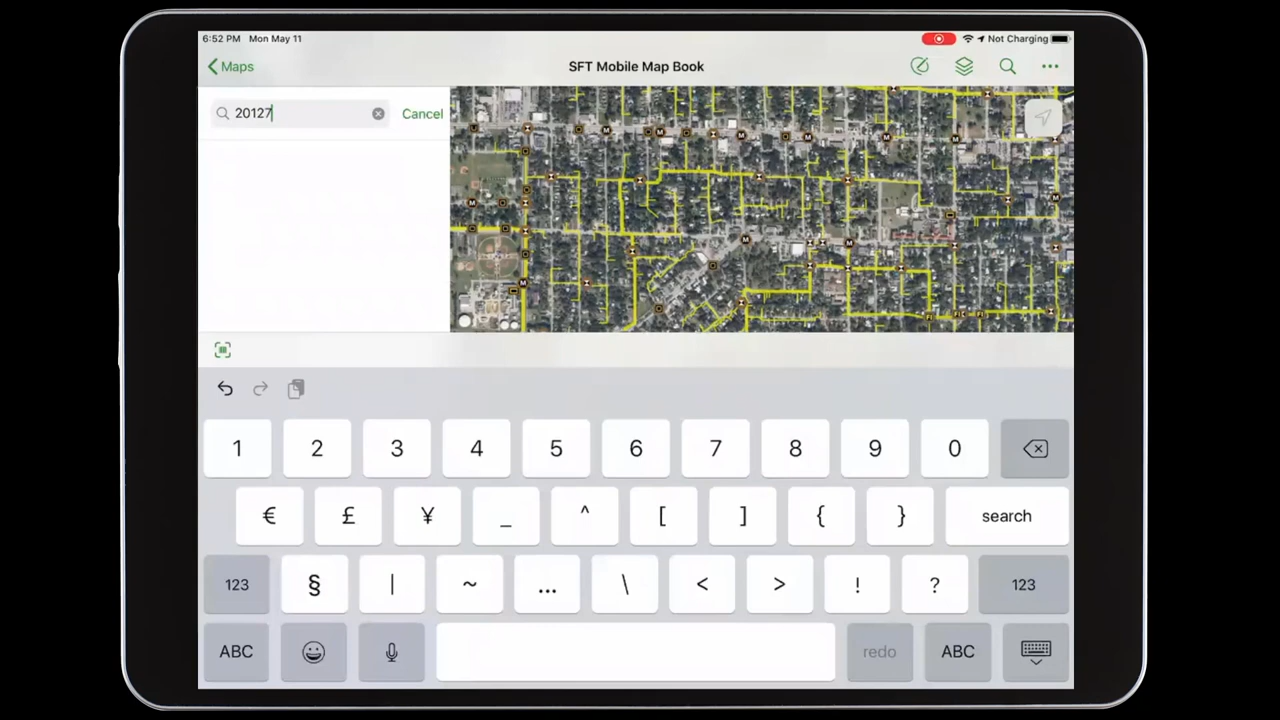 6:52 PM Mon May 11
Not Charging
Maps
SFT Mobile Map Book
20127
Cancel
1 2 3 4 5 6 7 8 9 0
€ £ ¥ _ ^ [ ] { } search
123 § | ~ ... \ < > ! ? 123
ABC redo ABC